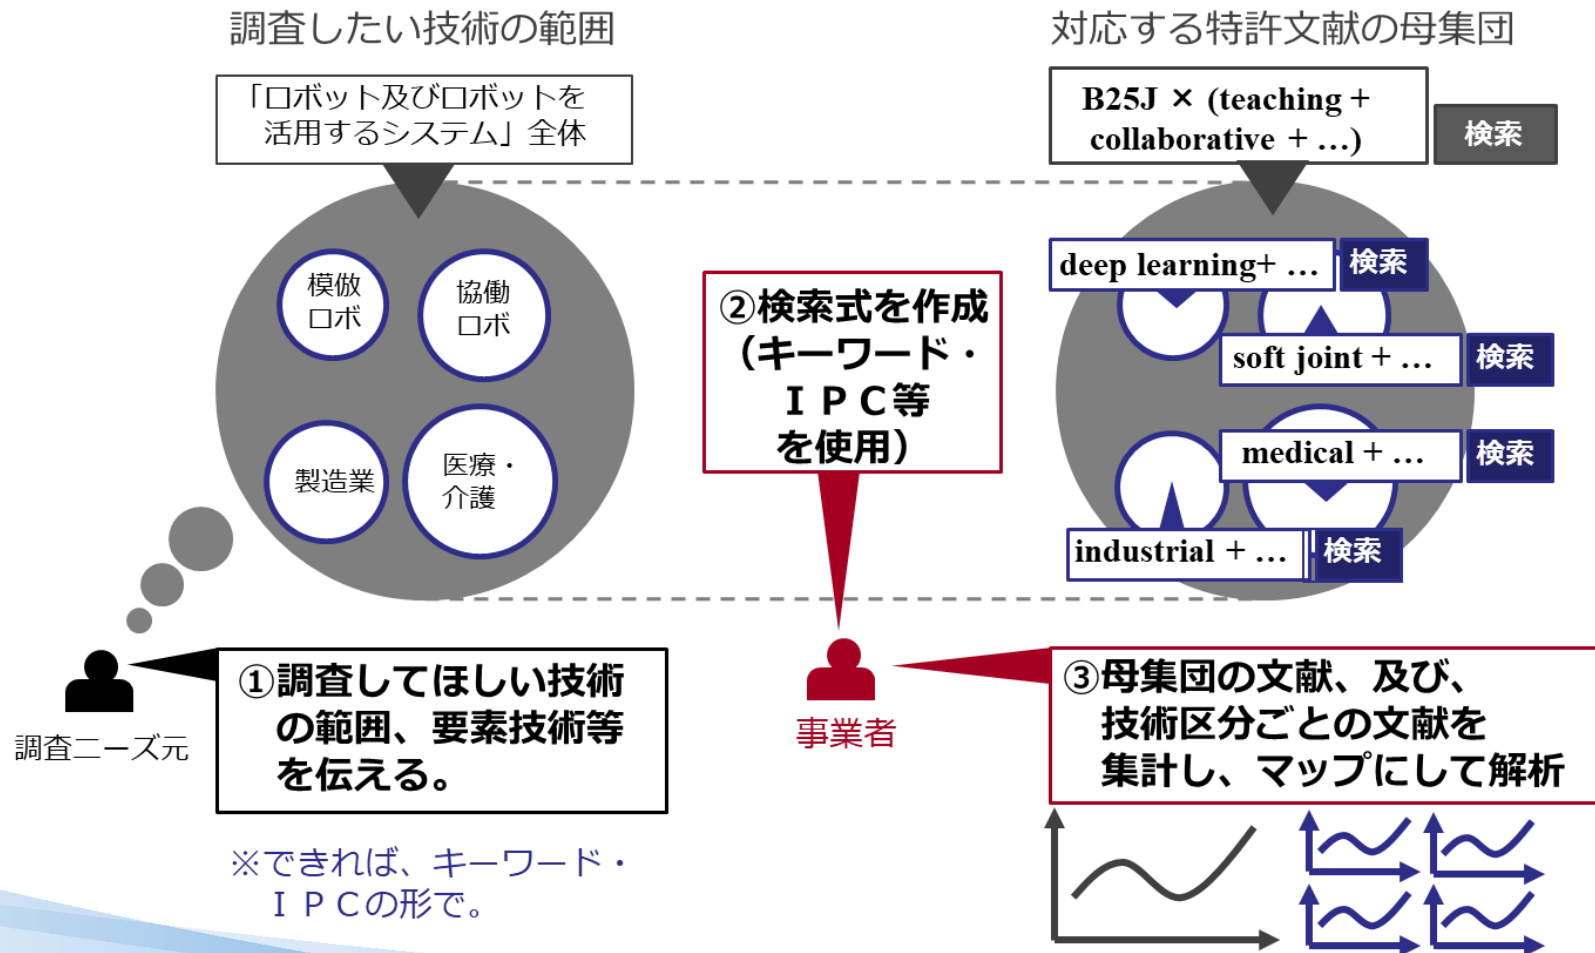 調査したい技術の範囲
対応する特許文献の母集団
「ロボット及びロボットを
活用するシステム」全体
B25J × (teaching +
collaborative + …)
検索
模倣
ロボ
協働
ロボ
製造業
医療・
介護
②検索式を作成
（キーワード・
ＩＰＣ等
を使用）
deep learning+ …
検索
soft joint + …
検索
medical + …
検索
industrial + …
検索
調査ニーズ元
①調査してほしい技術
の範囲、要素技術等
を伝える。
※できれば、キーワード・
ＩＰＣの形で。
事業者
③母集団の文献、及び、
技術区分ごとの文献を
集計し、マップにして解析